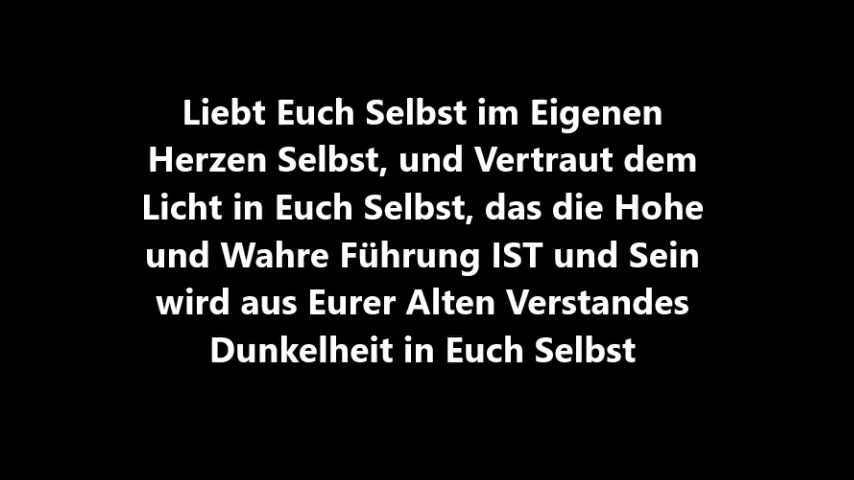 Liebt Euch Selbst im Eigenen
Herzen Selbst, und Vertraut dem
Licht in Euch Selbst, das die Hohe
und Wahre Führung IST und Sein
wird aus Eurer Alten Verstandes
Dunkelheit in Euch Selbst